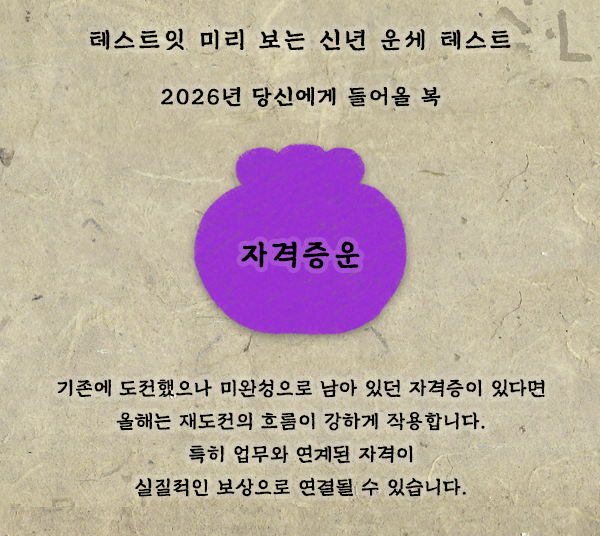 테스트잇 미리 보는 신년 운세 테스트
2026년 당신에게 들어올 복
자격증운
기존에 도전했으나 미완성으로 남아 있던 자격증이 있다면
올해는 재도전의 흐름이 강하게 작용합니다.
특히 업무와 연계된 자격이
실질적인 보상으로 연결될 수 있습니다.